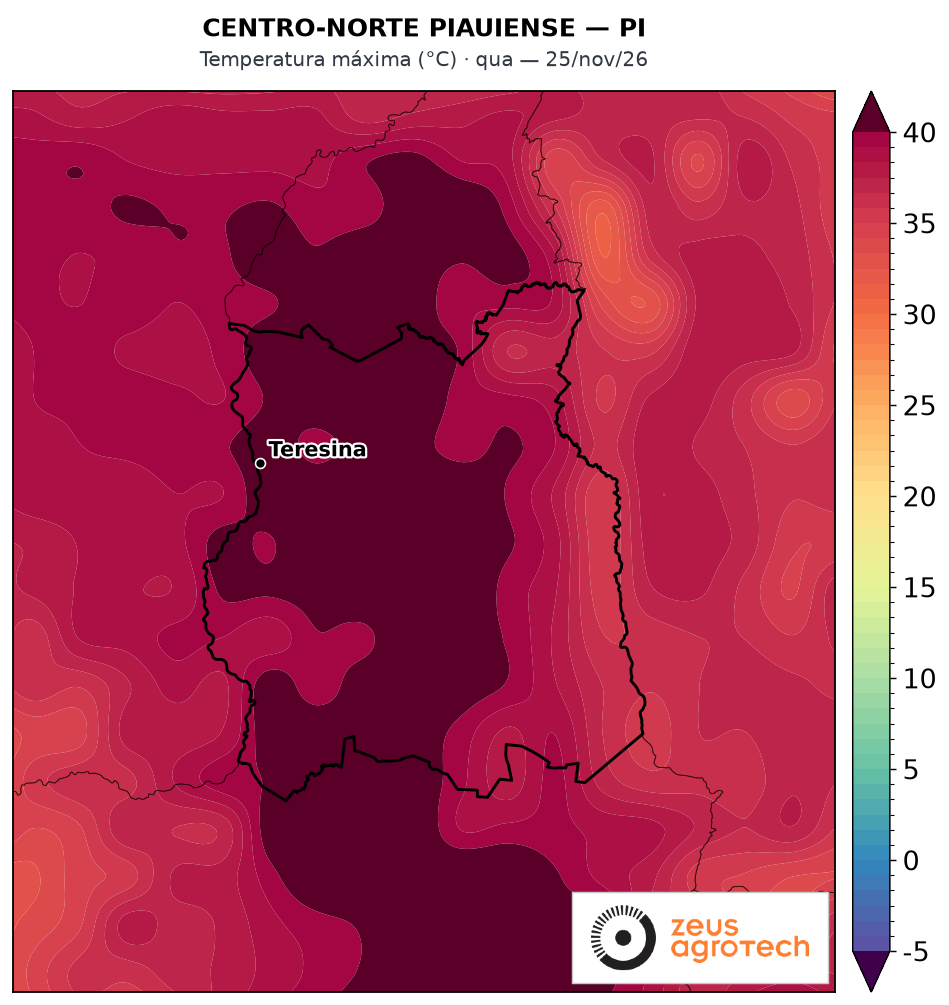 CENTRO-NORTE PIAUIENSE — PI
Temperatura máxima (°C) · qua — 25/nov/26
Teresina
40
35
30
25
20
15
10
5
0
-5
zeus
agrotech